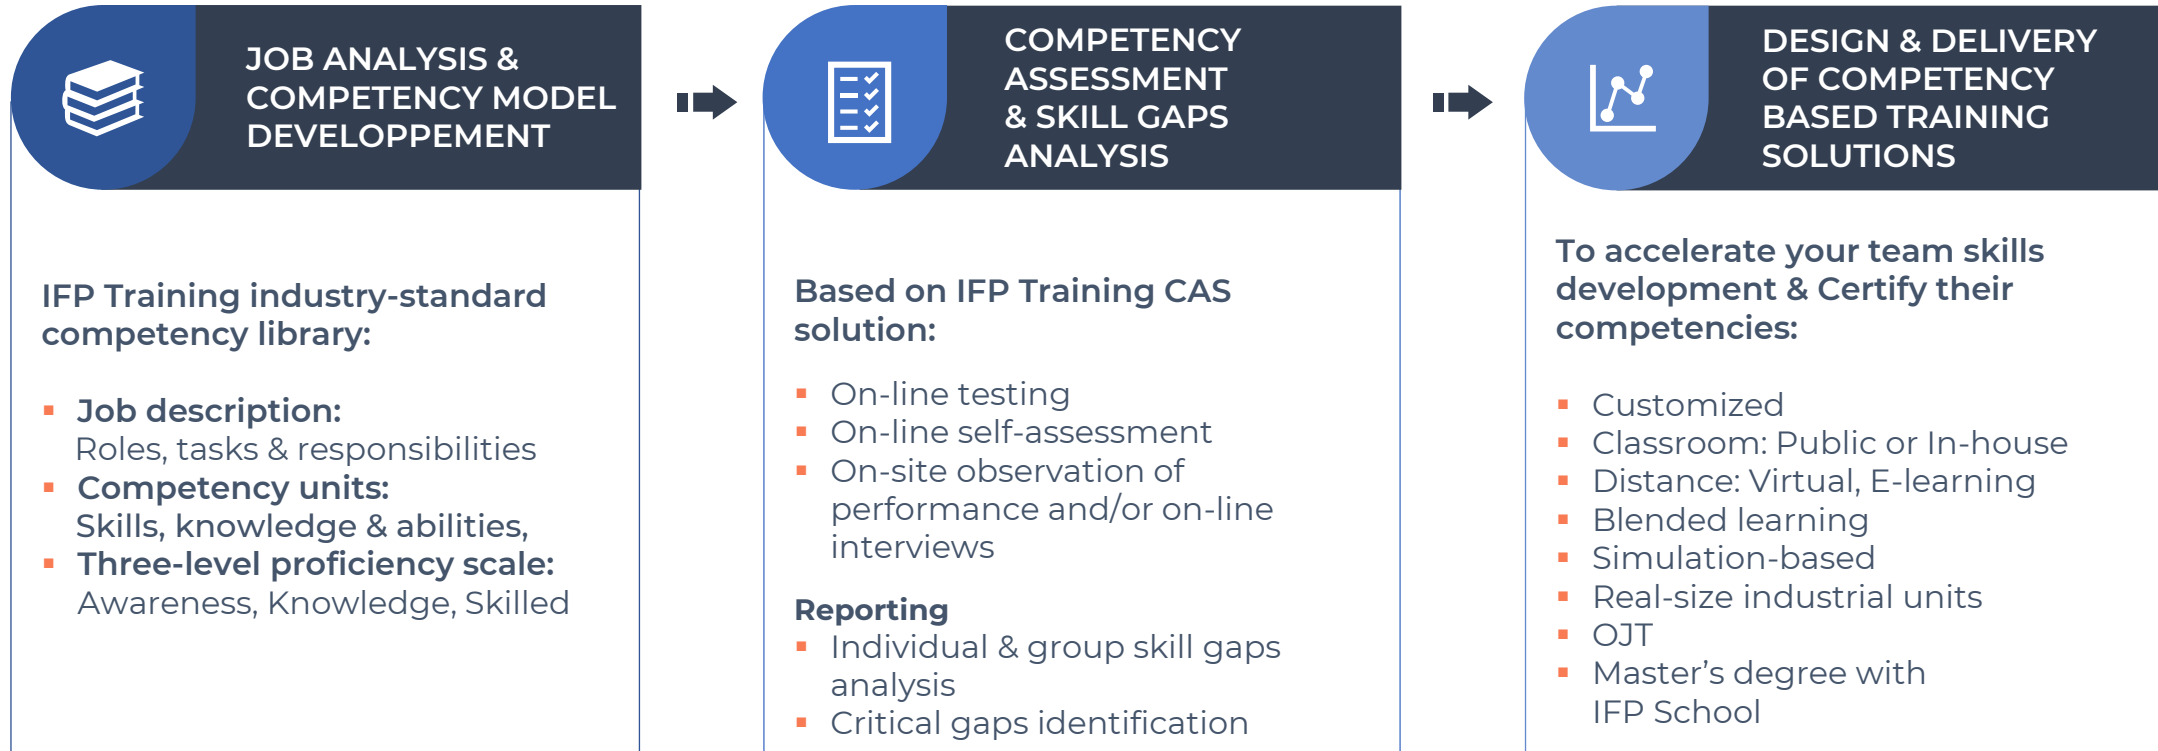 JOB ANALYSIS &
COMPETENCY MODEL
DEVELOPPEMENT
IFP Training industry-standard
competency library:
▪ Job description:
Roles, tasks & responsibilities
▪ Competency units:
Skills, knowledge & abilities,
▪ Three-level proficiency scale:
Awareness, Knowledge, Skilled
COMPETENCY
ASSESSMENT
& SKILL GAPS
ANALYSIS
Based on IFP Training CAS
solution:
▪ On-line testing
▪ On-line self-assessment
▪ On-site observation of
performance and/or on-line
interviews
Reporting
▪ Individual & group skill gaps
analysis
▪ Critical gaps identification
DESIGN & DELIVERY
OF COMPETENCY
BASED TRAINING
SOLUTIONS
To accelerate your team skills
development & Certify their
competencies:
▪ Customized
▪ Classroom: Public or In-house
▪ Distance: Virtual, E-learning
▪ Blended learning
▪ Simulation-based
▪ Real-size industrial units
▪ OJT
▪ Master’s degree with
IFP School